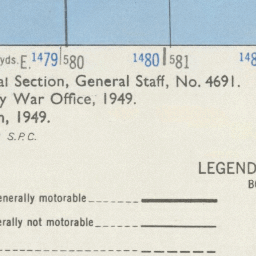 yds. E. 1479 580 1480 581 148
al Section, General Staff, No. 4691.
y War Office, 1949.
n, 1949.
S.P.C.
LEGEND
B
enerally motorable
erally not motorable